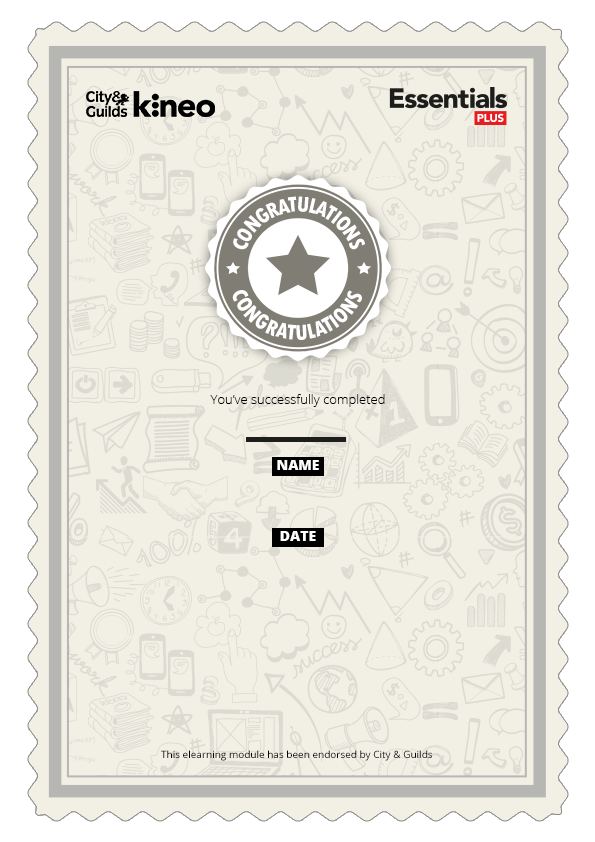 City&
Guilds kineo
Essentials
PLUS
CONGRATULATIONS
CONGRATULATIONS
You've successfully completed
NAME
DATE
This elearning module has been endorsed by City & Guilds